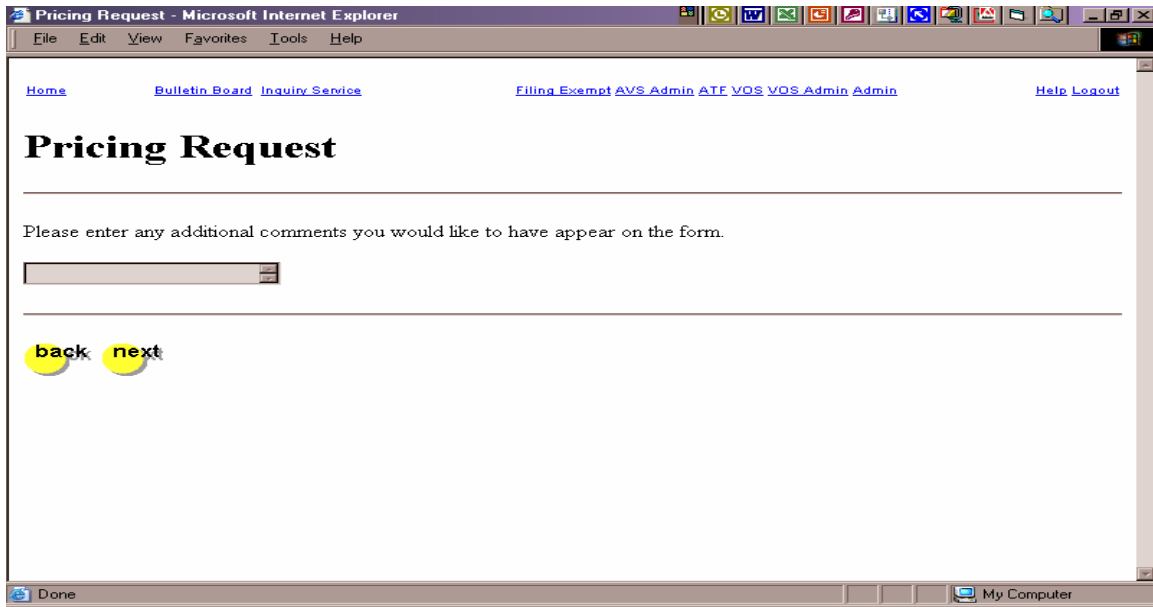 Pricing Request - Microsoft Internet Explorer
File Edit View Favorites Tools Help
Home Bulletin Board Inquiry Service Filing Exempt AVS Admin ATF VOS VOS Admin Admin Help Logout
Pricing Request
Please enter any additional comments you would like to have appear on the form.
back next
Done My Computer